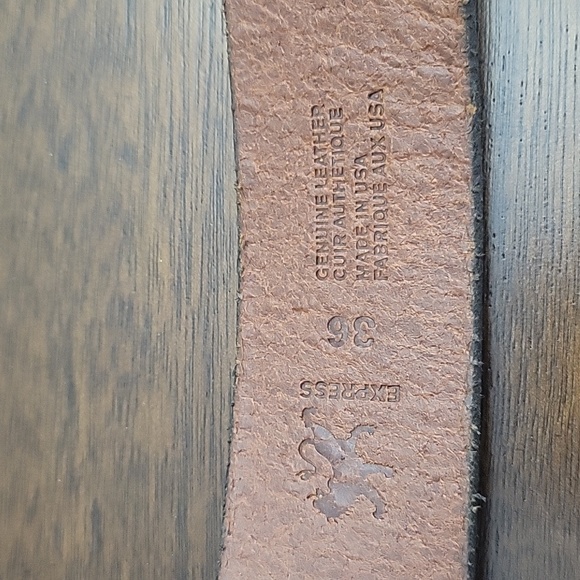 GENUINE LEATHER
CUIR AUTHETIQUE
MADE IN USA
FABRIQUE AUX USA
36
EXPRESS